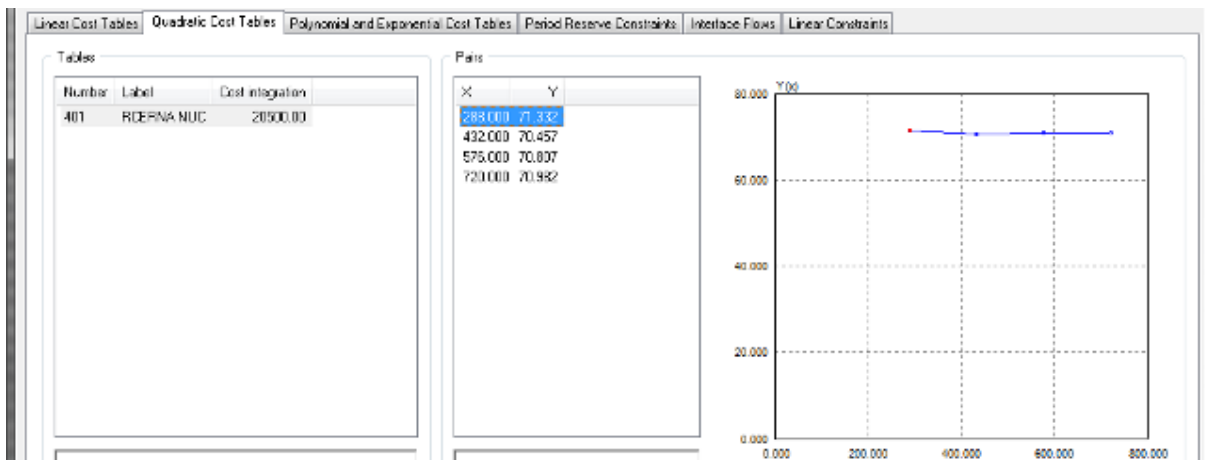 Linear Cost Tables Quadratic Cost Tables Polynomial and Exponential Cost Tables Period Reserve Constraints Interface Flows Linear Constraints
Tables
Number Label Cost integration
401 RCERNA NUC 20500.00
Pairs
X Y
288.000 71.332
432.000 70.457
576.000 70.807
720.000 70.982
Y(x)
80.000
60.000
40.000
20.000
0.000
0.000 200.000 400.000 600.000 800.000